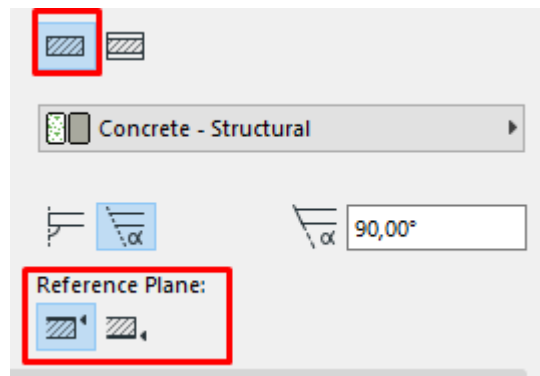 Concrete - Structural
α
α 90,00°
Reference Plane: